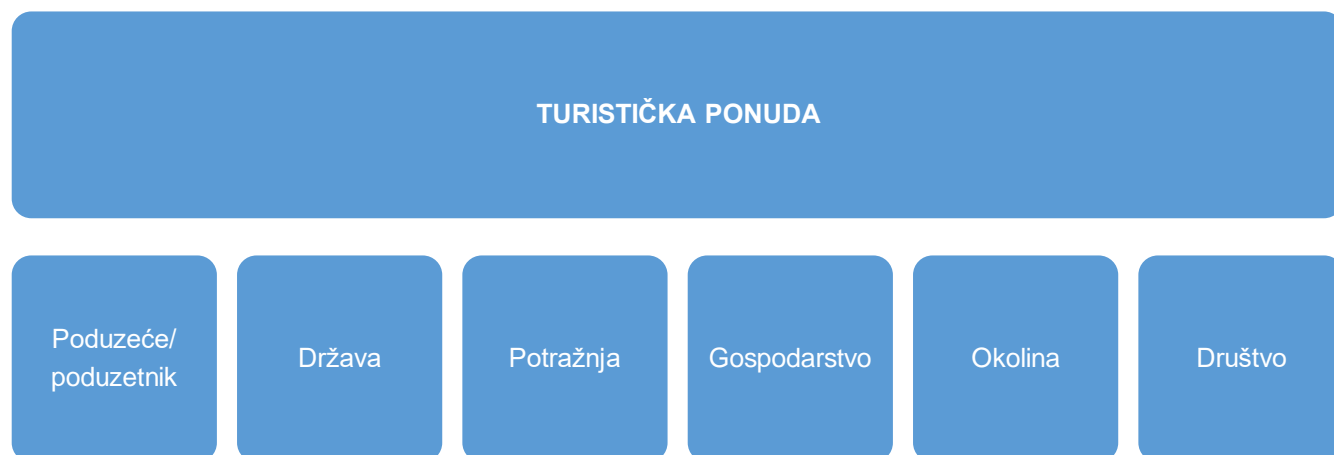 TURISTIČKA PONUDA
Poduzeće/
poduzetnik
Država
Potražnja
Gospodarstvo
Okolina
Društvo